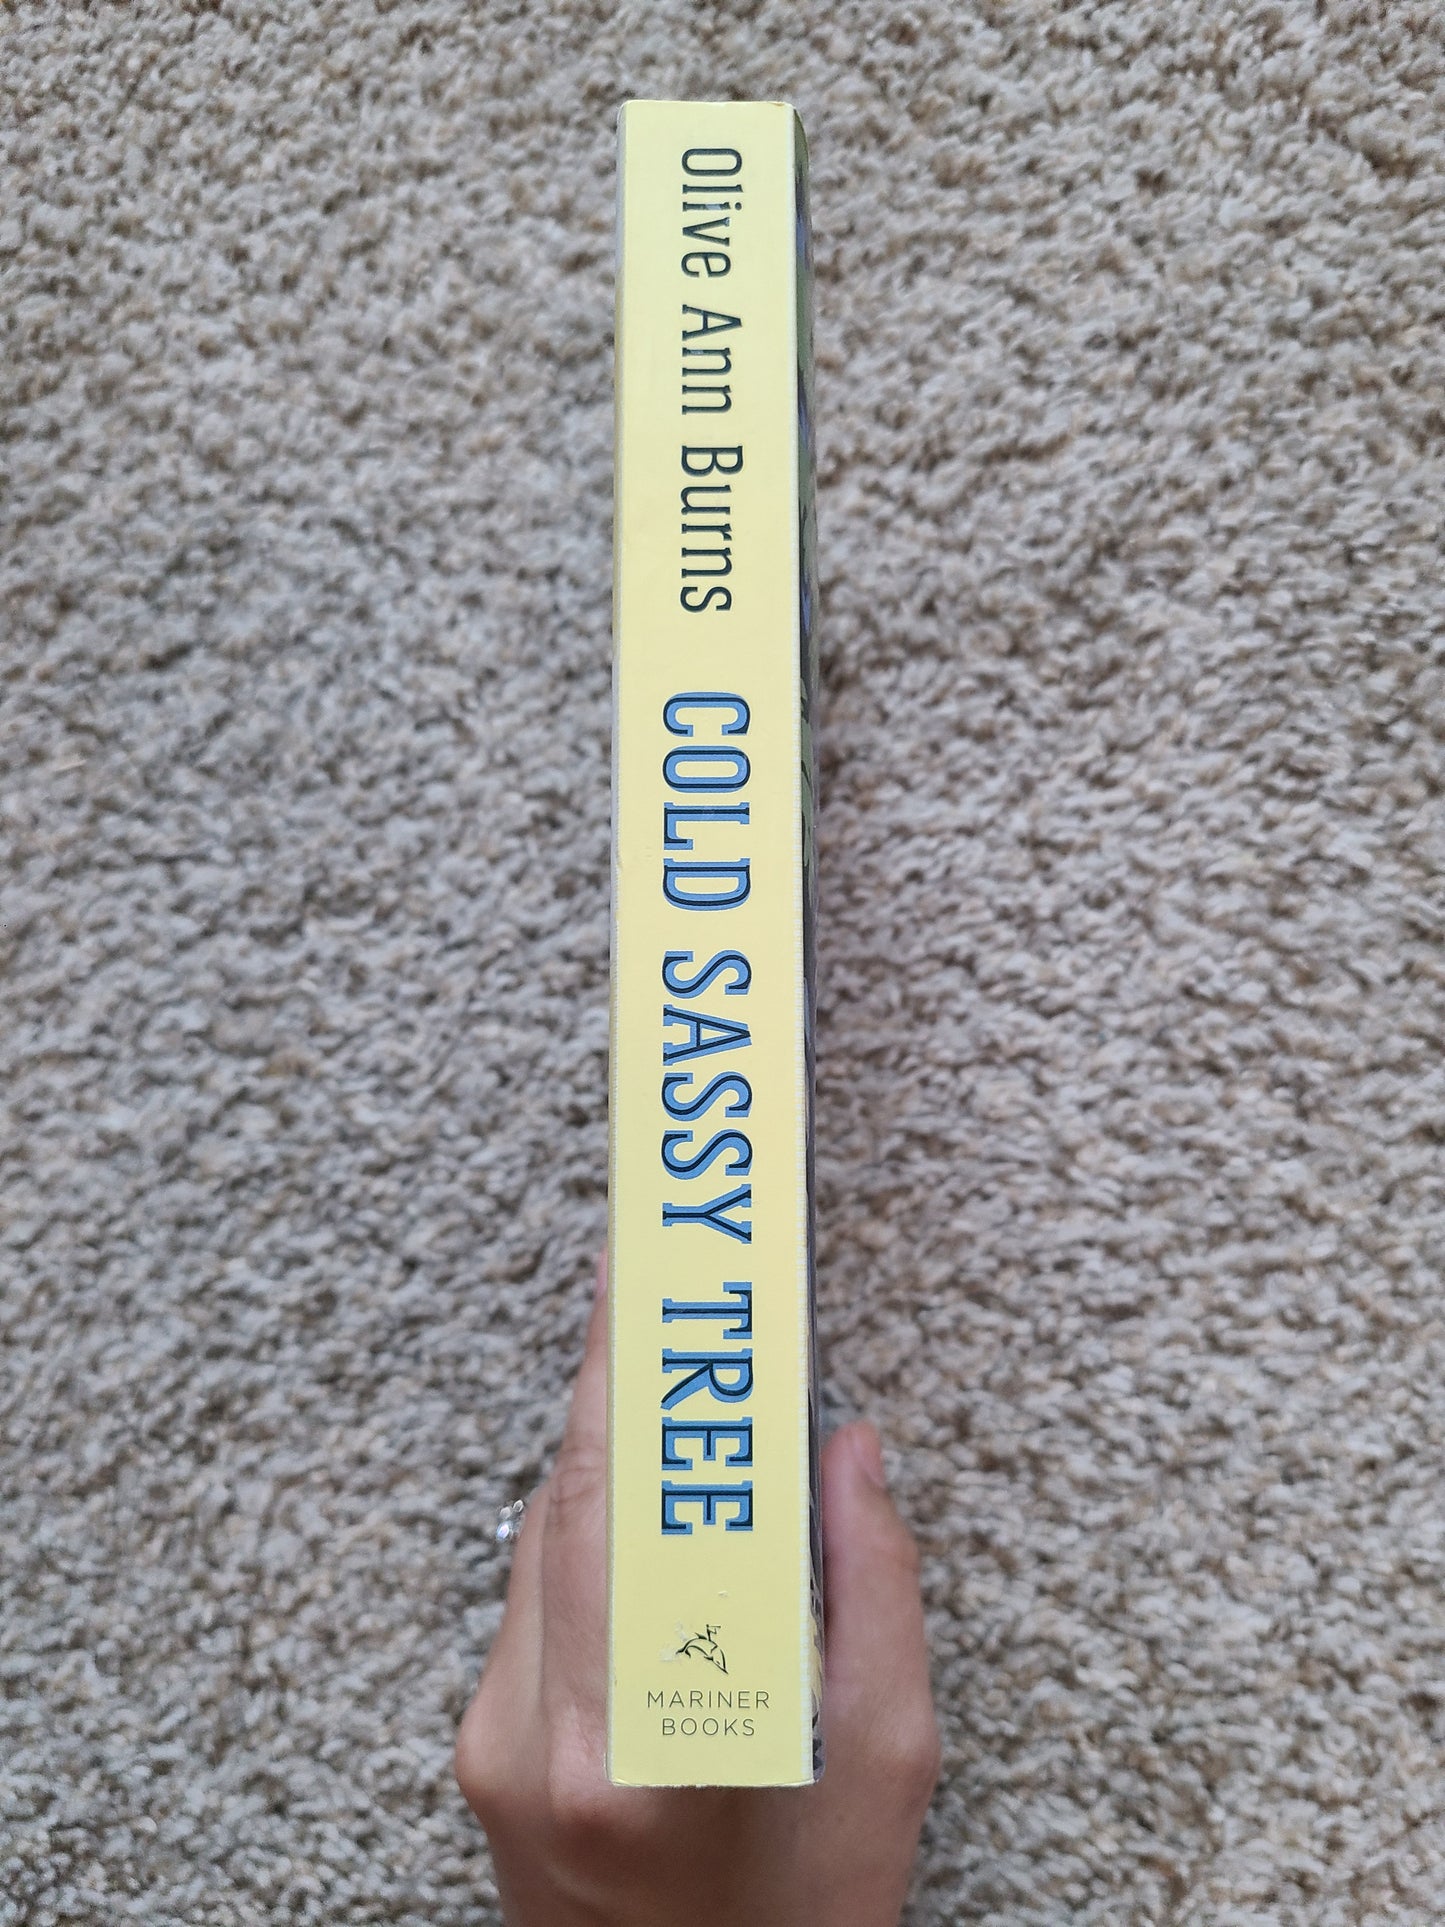 Olive Ann Burns COLD SASSY TREE
MARINER
BOOKS